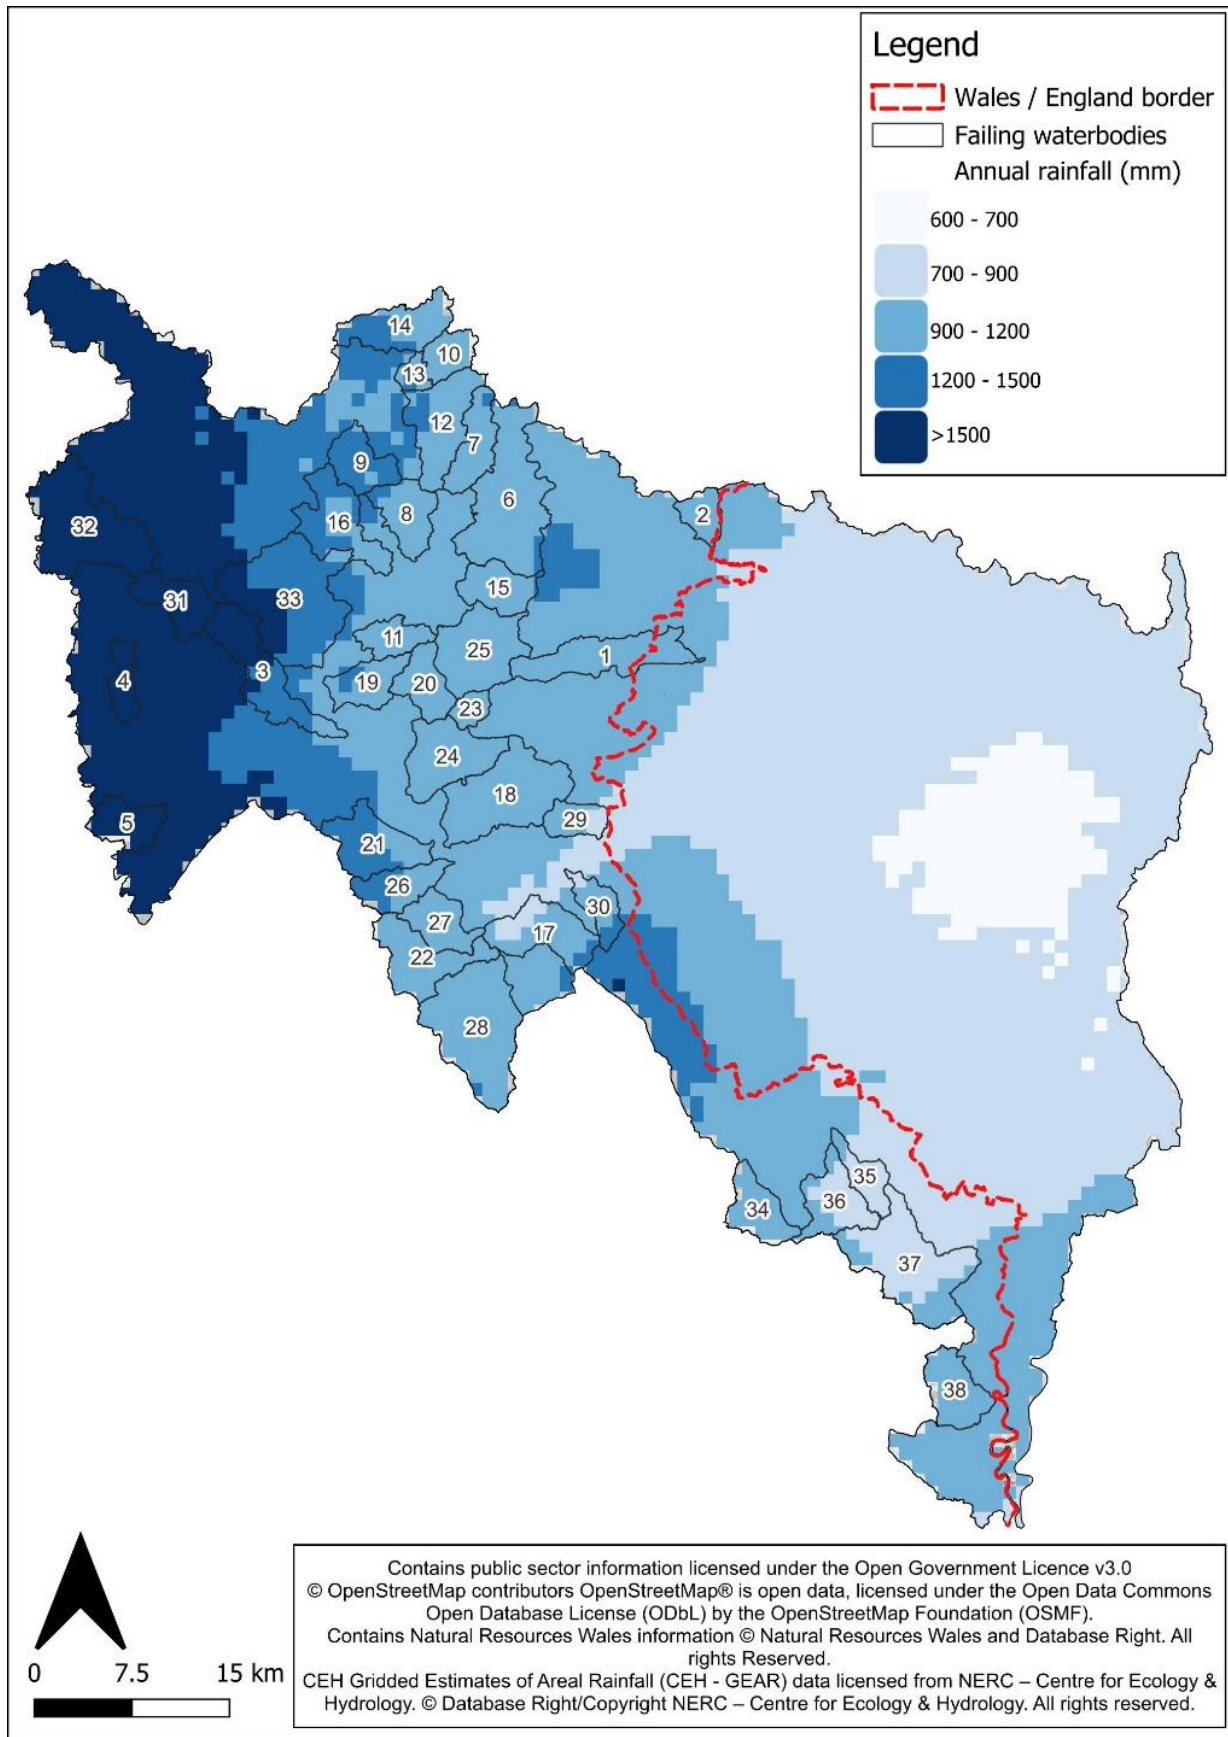 Legend
Wales / England border
Failing waterbodies
Annual rainfall (mm)
600 - 700
700 - 900
900 - 1200
1200 - 1500
>1500
14
10
13
12
7
9
6
8
16
2
32
15
31
33
11
25
1
3
4
19
20
23
24
18
5
29
21
26
30
27
17
22
28
35
36
34
37
38
0 7.5 15 km
Contains public sector information licensed under the Open Government Licence v3.0
© OpenStreetMap contributors OpenStreetMap® is open data, licensed under the Open Data Commons
Open Database License (ODbL) by the OpenStreetMap Foundation (OSMF).
Contains Natural Resources Wales information © Natural Resources Wales and Database Right. All
rights Reserved.
CEH Gridded Estimates of Areal Rainfall (CEH - GEAR) data licensed from NERC – Centre for Ecology &
Hydrology. © Database Right/Copyright NERC – Centre for Ecology & Hydrology. All rights reserved.